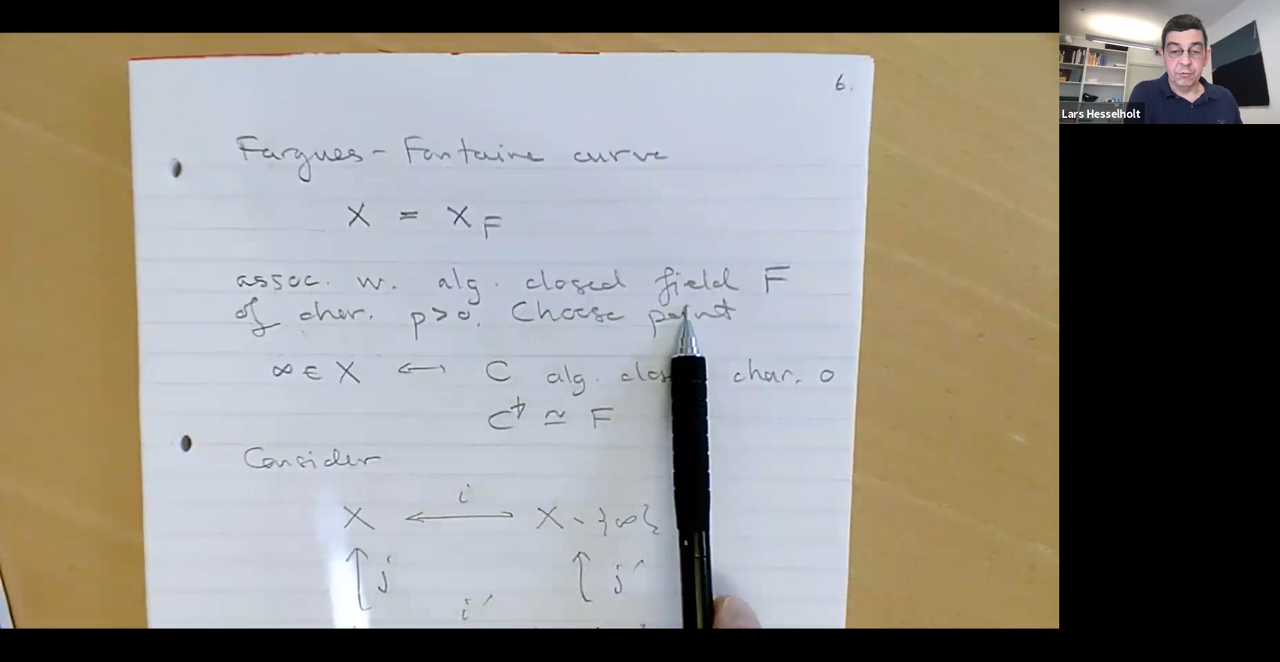 6.
Lars Hesselholt
Fargues-Fontaine curve
X = X_F
assoc. w. alg. closed field F
of char. p>0. Choose point
∞ ∈ X ↔ C alg. clos char. 0
C^♭ ≃ F
Consider
X ←i X∖{∞}
↑ j ↑ j′
i′